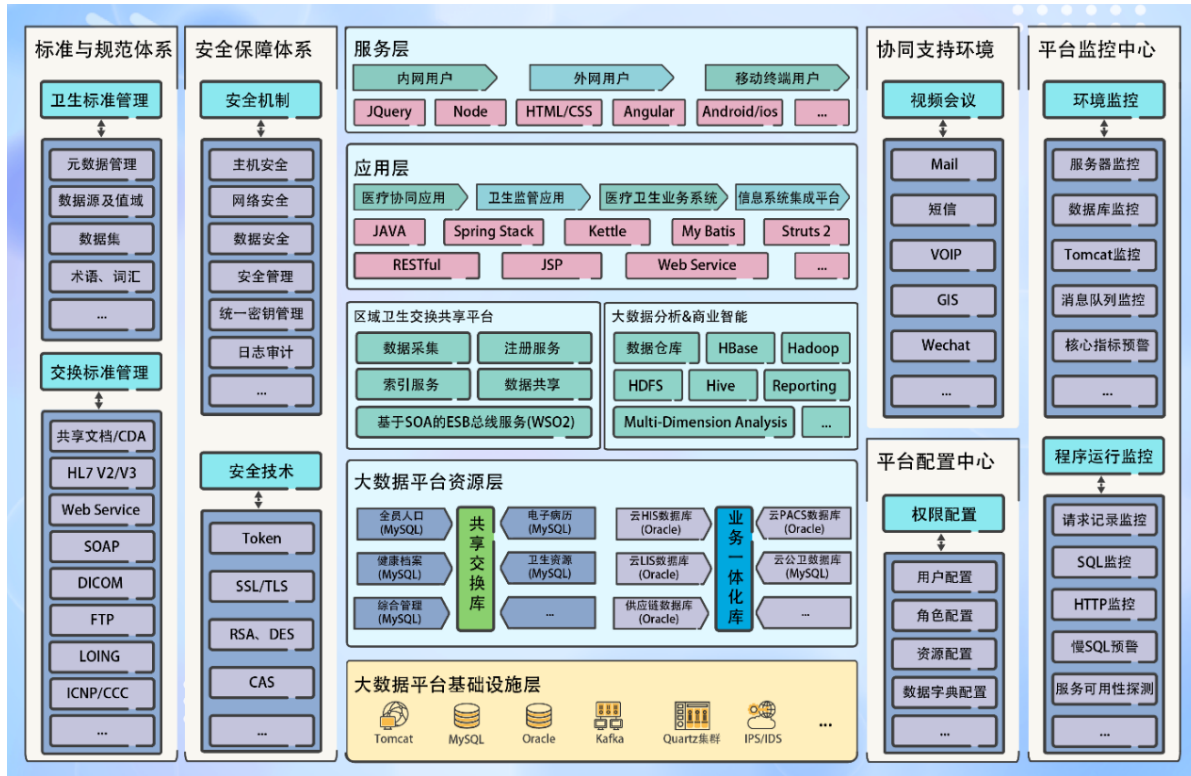 标准与规范体系
卫生标准管理
元数据管理
数据源及值域
数据集
术语、词汇
...
交换标准管理
共享文档/CDA
HL7 V2/V3
Web Service
SOAP
DICOM
FTP
LOING
ICNP/CCC
...
安全保障体系
安全机制
主机安全
网络安全
数据安全
安全管理
统一密钥管理
日志审计
...
安全技术
Token
SSL/TLS
RSA、DES
CAS
...
服务层
内网用户
外网用户
移动终端用户
JQuery
Node
HTML/CSS
Angular
Android/ios
...
应用层
医疗协同应用
卫生监管应用
医疗卫生业务系统
信息系统集成平台
JAVA
Spring Stack
Kettle
My Batis
Struts 2
RESTful
JSP
Web Service
...
区域卫生交换共享平台
数据采集
注册服务
索引服务
数据共享
基于SOA的ESB总线服务(WSO2)
大数据分析&商业智能
数据仓库
HBase
Hadoop
HDFS
Hive
Reporting
Multi-Dimension Analysis
...
大数据平台资源层
全员人口
(MySQL)
健康档案
(MySQL)
综合管理
(MySQL)
共享交换库
电子病历
(MySQL)
卫生资源
(MySQL)
...
云HIS数据库
(Oracle)
云LIS数据库
(Oracle)
供应链数据库
(Oracle)
业务一体化库
云PACS数据库
(Oracle)
云公卫数据库
(MySQL)
...
大数据平台基础设施层
Tomcat
MySQL
Oracle
Kafka
Quartz集群
IPS/IDS
...
协同支持环境
视频会议
Mail
短信
VOIP
GIS
Wechat
...
平台配置中心
权限配置
用户配置
角色配置
资源配置
数据字典配置
...
平台监控中心
环境监控
服务器监控
数据库监控
Tomcat监控
消息队列监控
核心指标预警
...
程序运行监控
请求记录监控
SQL监控
HTTP监控
慢SQL预警
服务可用性探测
...